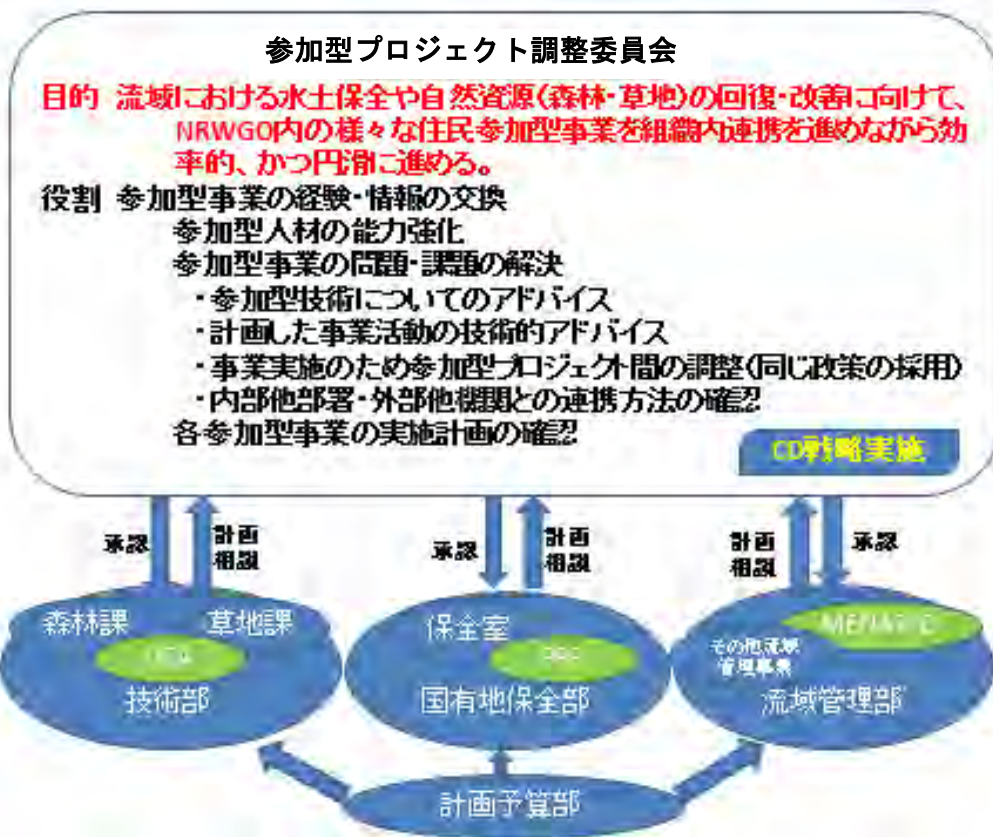 参加型プロジェクト調整委員会
目的 流域における水土保全や自然資源(森林・草地)の回復・改善に向けて、
NRWGO内の様々な住民参加型事業を組織内連携を進めながら効
率的、かつ円滑に進める。
役割 参加型事業の経験・情報の交換
参加型人材の能力強化
参加型事業の問題・課題の解決
・参加型技術についてのアドバイス
・計画した事業活動の技術的アドバイス
・事業実施のため参加型プロジェクト間の調整(同じ政策の採用)
・内部他部署・外部他機関との連携方法の確認
各参加型事業の実施計画の確認
CD戦略実施
承認
計画
相談
承認
計画
相談
計画
相談
承認
森林課 草地課
技術部
保全室
国有地保全部
その他流域
管理事業
流域管理部
計画予算部